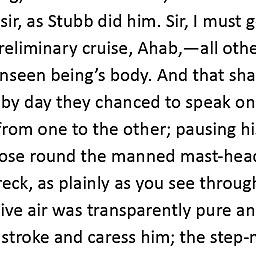 sir, as Stubb did him. Sir, I must g
reliminary cruise, Ahab,—all othe
nseen being’s body. And that sha
by day they chanced to speak on
from one to the other; pausing hi
ose round the manned mast-head
reck, as plainly as you see through
ive air was transparently pure an
stroke and caress him; the step-m